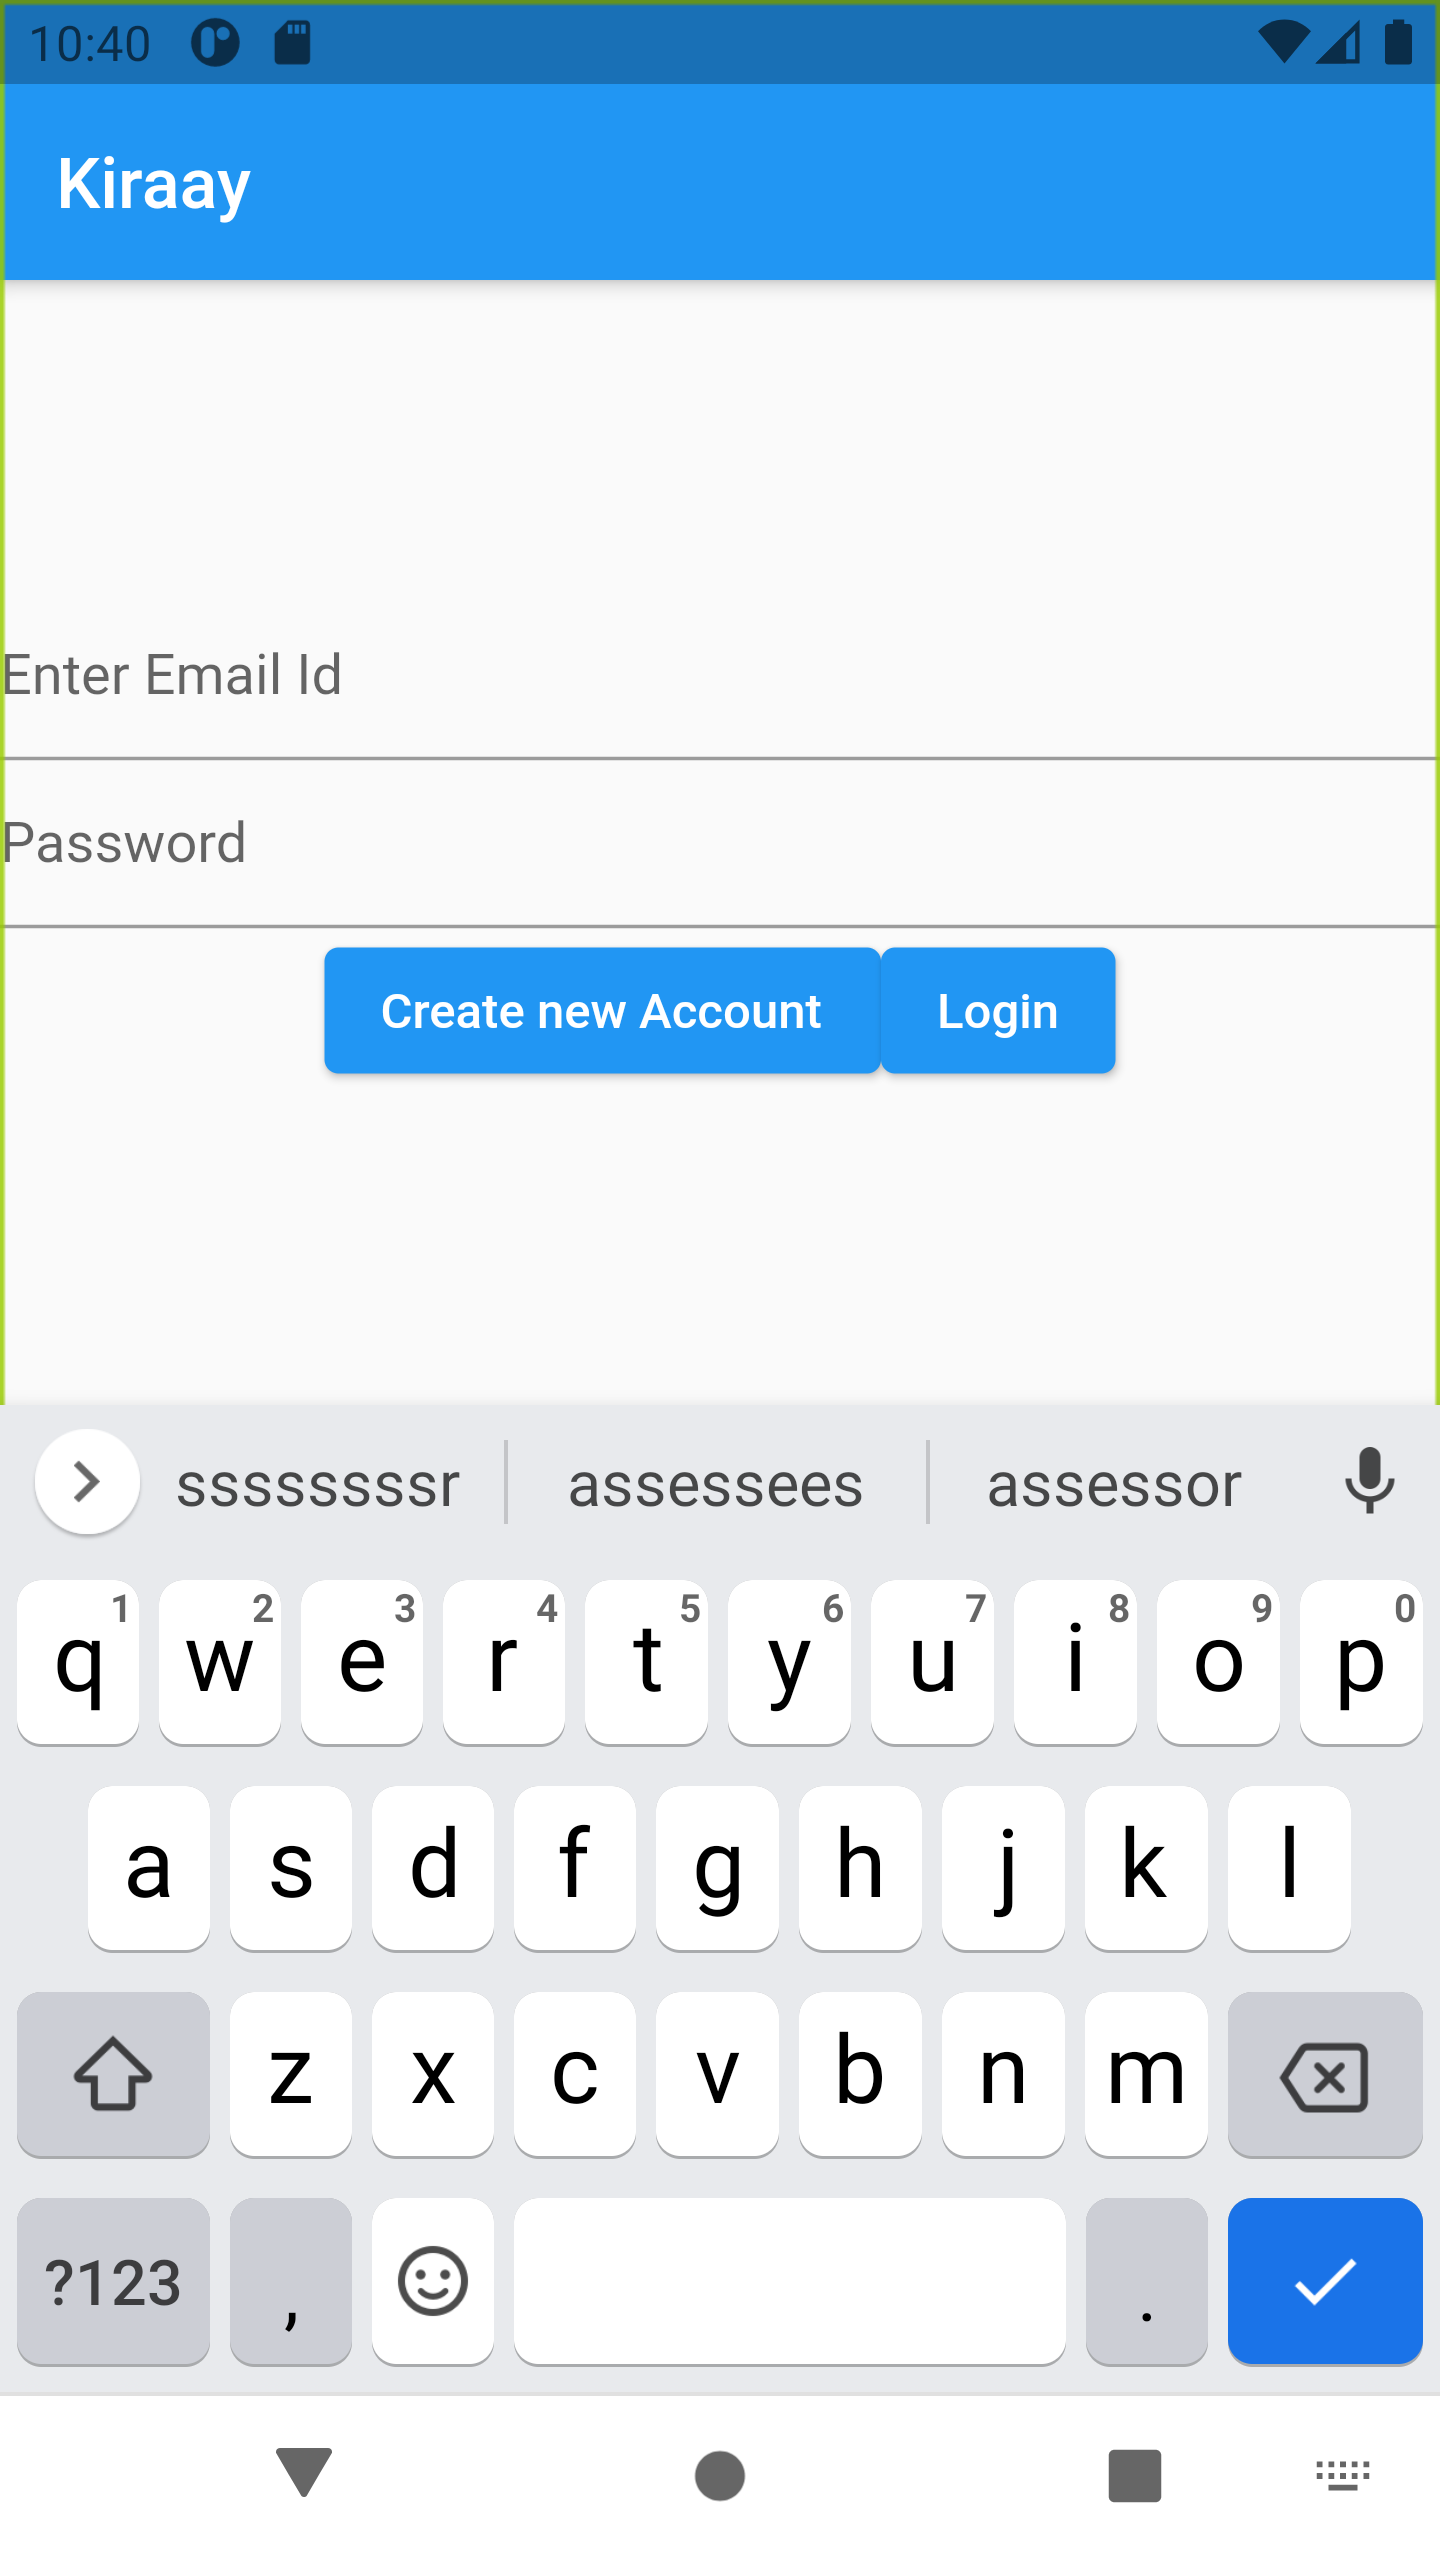 10:40
Kiraay
Enter Email Id
Password
Create new Account Login
ssssssssr assessees assessor
1 2 3 4 5 6 7 8 9 0
q w e r t y u i o p
a s d f g h j k l
z x c v b n m
?123 , .